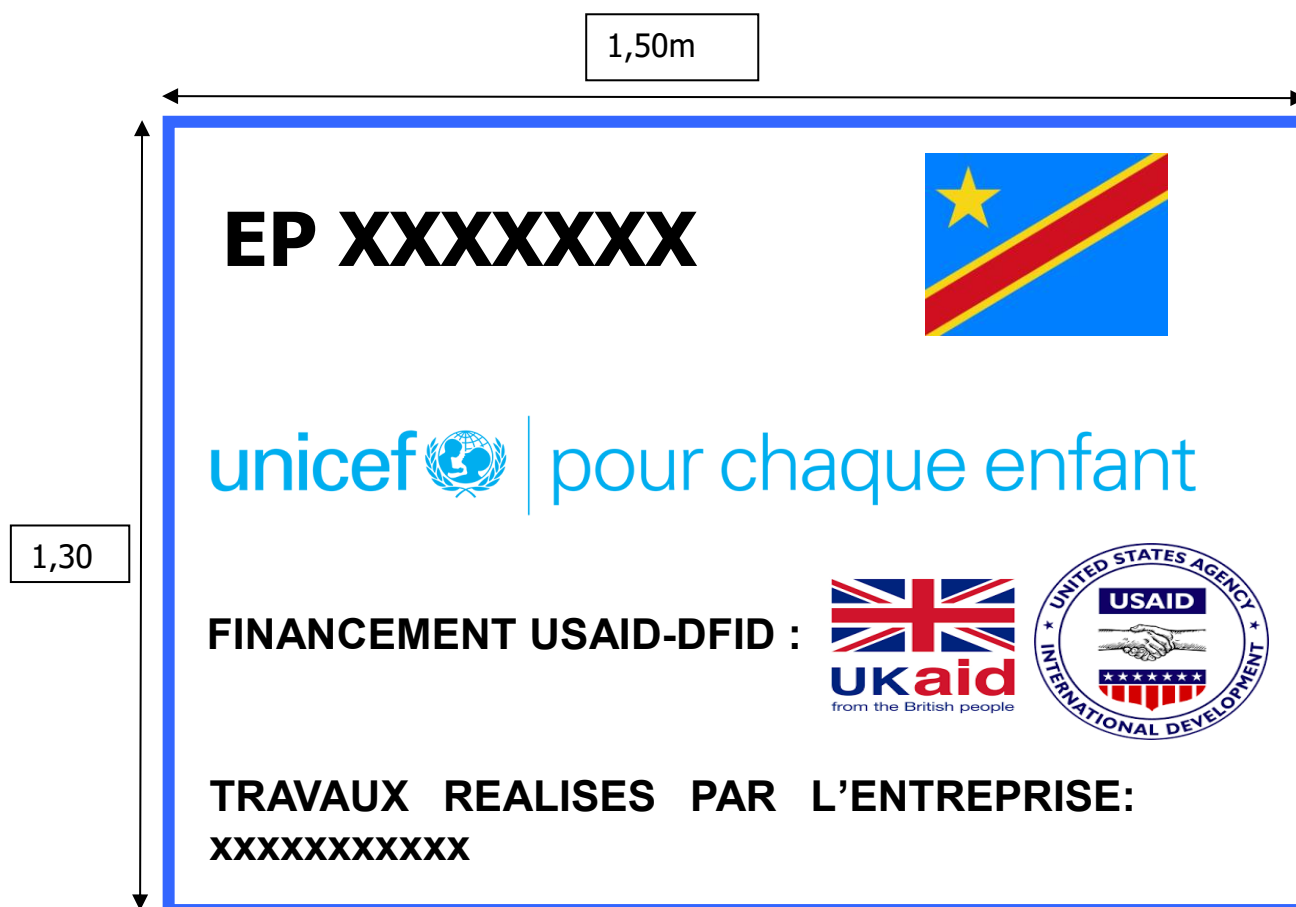 1,50m
EP XXXXXXX
unicef pour chaque enfant
1,30
FINANCEMENT USAID-DFID :
UKaid
from the British people
UNITED STATES AGENCY
USAID
INTERNATIONAL DEVELOPMENT
TRAVAUX REALISES PAR L’ENTREPRISE:
xxxxxxxxxxx